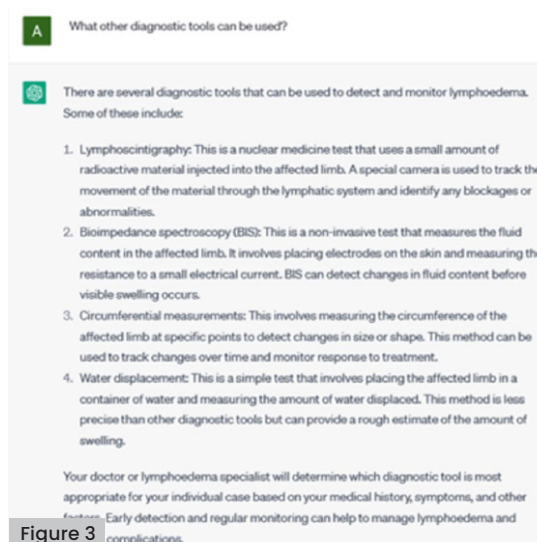 A What other diagnostic tools can be used?
There are several diagnostic tools that can be used to detect and monitor lymphoedema.
Some of these include:
1. Lymphoscintigraphy: This is a nuclear medicine test that uses a small amount of
radioactive material injected into the affected limb. A special camera is used to track the
movement of the material through the lymphatic system and identify any blockages or
abnormalities.
2. Bioimpedance spectroscopy (BIS): This is a non-invasive test that measures the fluid
content in the affected limb. It involves placing electrodes on the skin and measuring th
resistance to a small electrical current. BIS can detect changes in fluid content before
visible swelling occurs.
3. Circumferential measurements: This involves measuring the circumference of the
affected limb at specific points to detect changes in size or shape. This method can be
used to track changes over time and monitor response to treatment.
4. Water displacement: This is a simple test that involves placing the affected limb in a
container of water and measuring the amount of water displaced. This method is less
precise than other diagnostic tools but can provide a rough estimate of the amount of
swelling.
Your doctor or lymphoedema specialist will determine which diagnostic tool is most
appropriate for your individual case based on your medical history, symptoms, and other
Early detection and regular monitoring can help to manage lymphoedema and
complications.
Figure 3